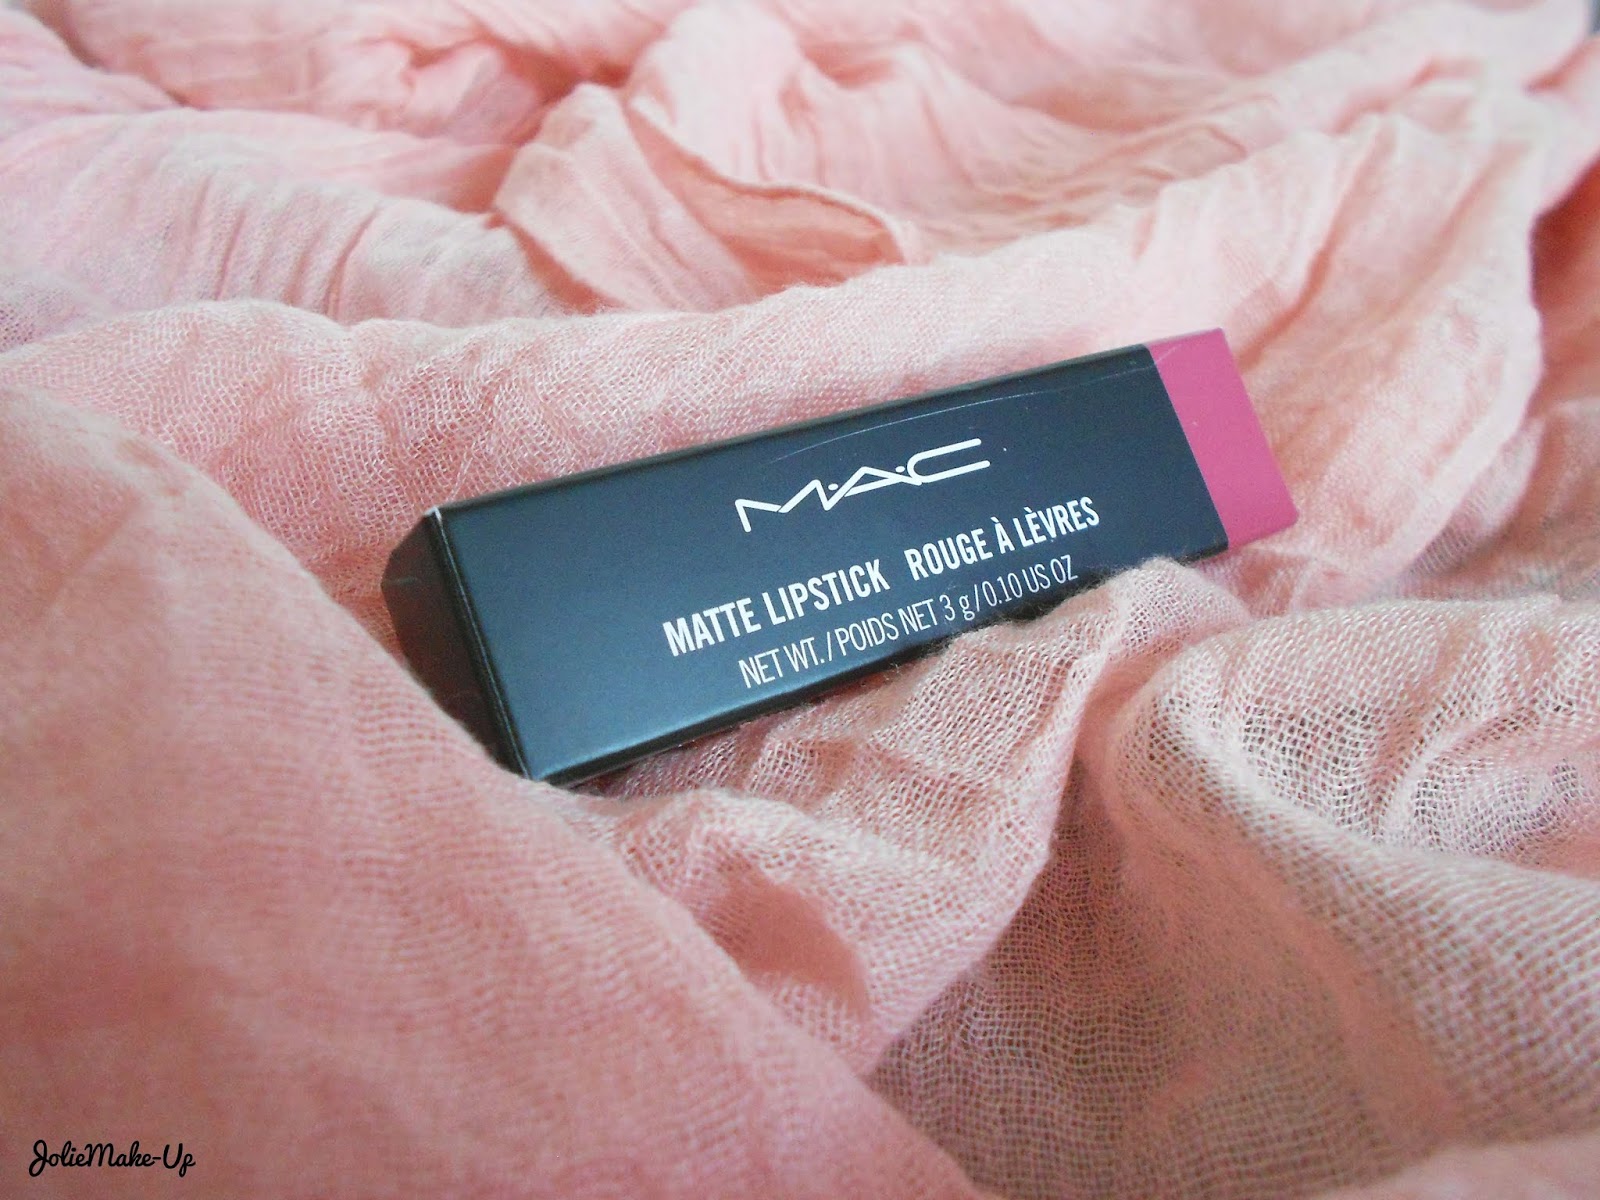 M·A·C
MATTE LIPSTICK ROUGE À LÈVRES
NET WT./POIDS NET 3 g/0.10 US OZ
JolieMake-Up